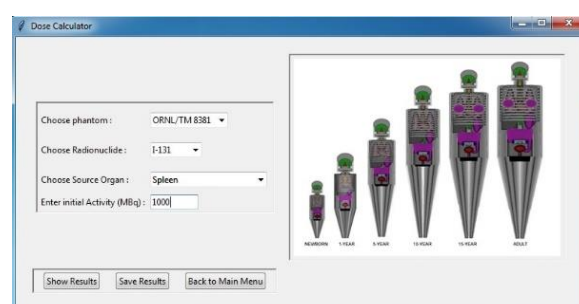 Dose Calculator
Choose phantom : ORNL/TM 8381
Choose Radionuclide : I-131
Choose Source Organ : Spleen
Enter initial Activity (MBq) : 1000
NEWBORN 1-YEAR 5-YEAR 10-YEAR 15-YEAR ADULT
Show Results Save Results Back to Main Menu